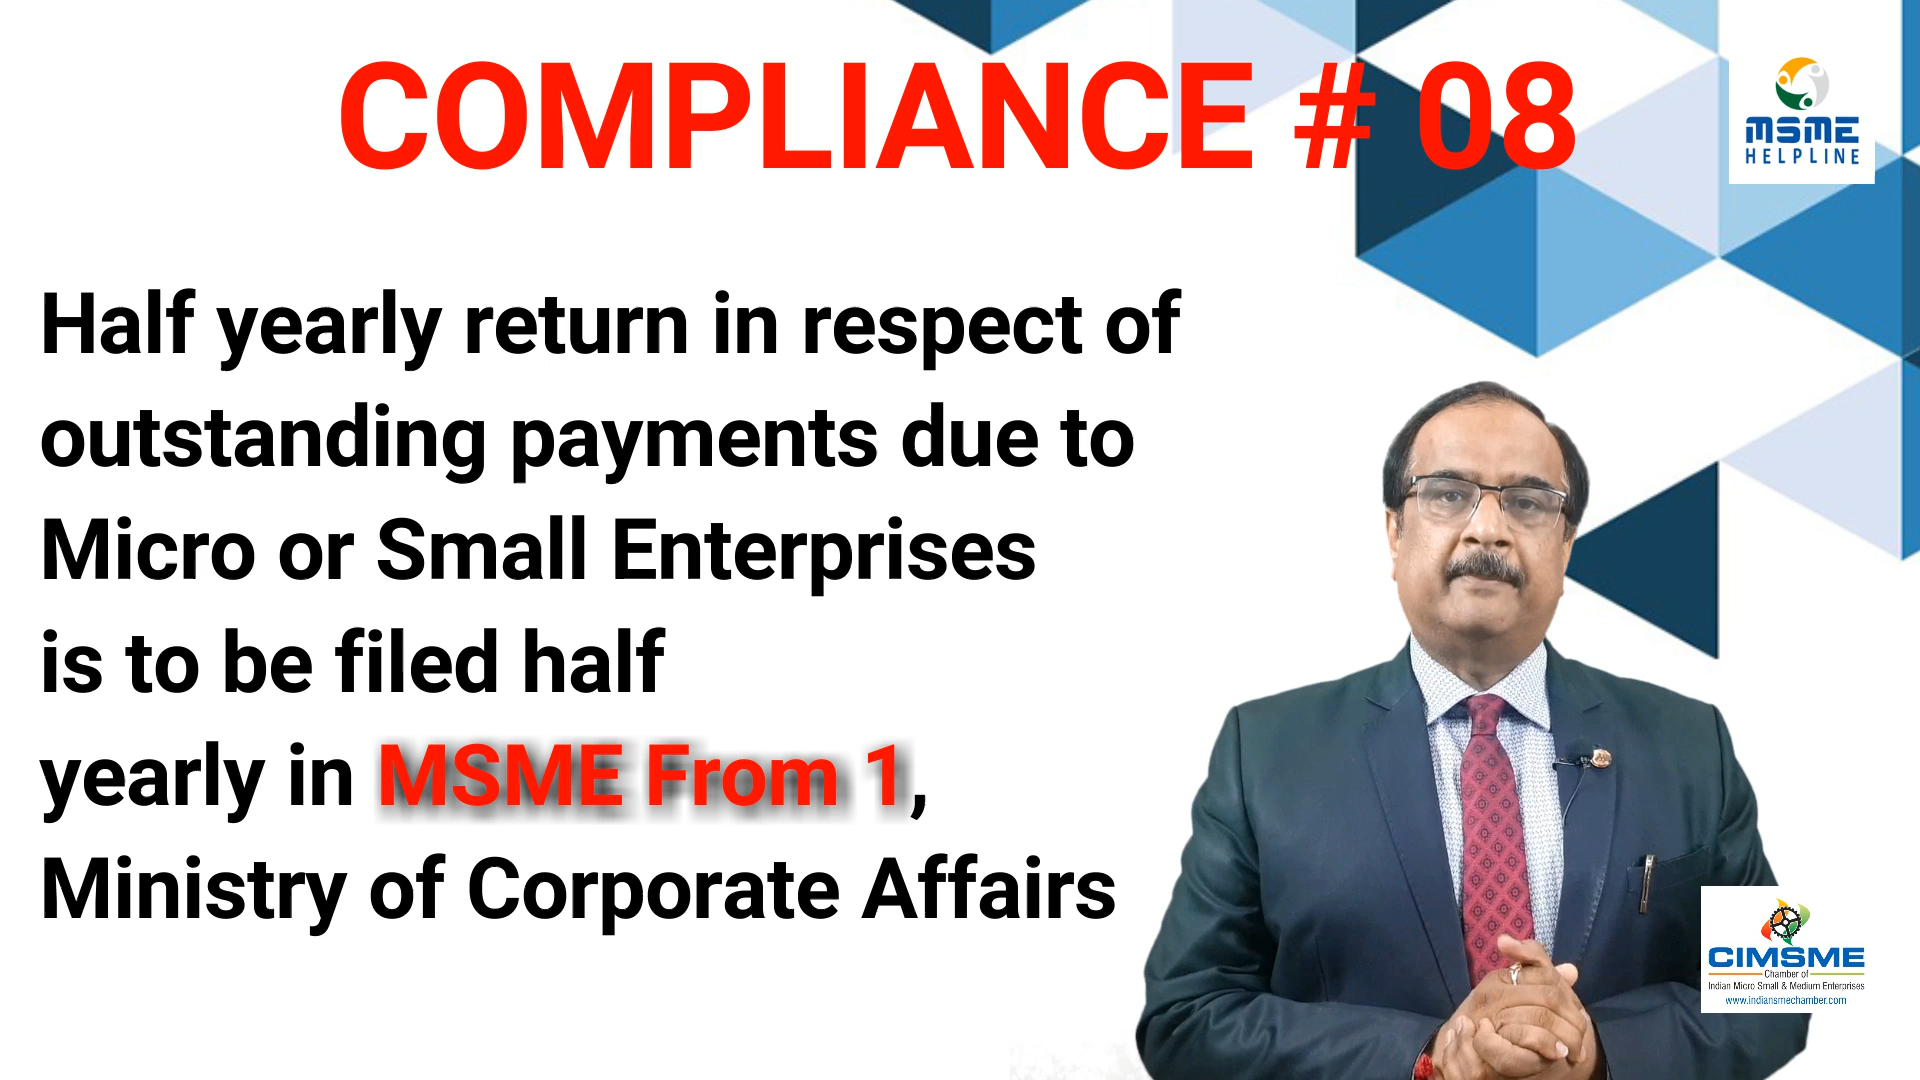 COMPLIANCE # 08
MSME
HELPLINE
Half yearly return in respect of
outstanding payments due to
Micro or Small Enterprises
is to be filed half
yearly in MSME From 1,
Ministry of Corporate Affairs
CIMSME
Chamber of
Indian Micro Small & Medium Enterprises
www.indiansmechamber.com